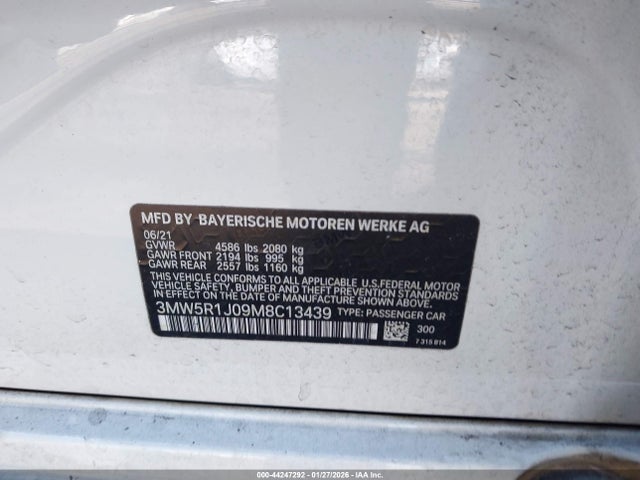 MFD BY BAYERISCHE MOTOREN WERKE AG
06/21
GVWR 4586 lbs 2080 kg
GAWR FRONT 2194 lbs 995 kg
GAWR REAR 2557 lbs 1160 kg
THIS VEHICLE CONFORMS TO ALL APPLICABLE U.S.FEDERAL MOTOR
VEHICLE SAFETY, BUMPER, AND THEFT PREVENTION STANDARDS
IN EFFECT ON THE DATE OF MANUFACTURE SHOWN ABOVE.
3MW5R1J09M8C13439 TYPE: PASSENGER CAR
300
7 315 814
000-44247292 - 01/27/2026 - IAA Inc.